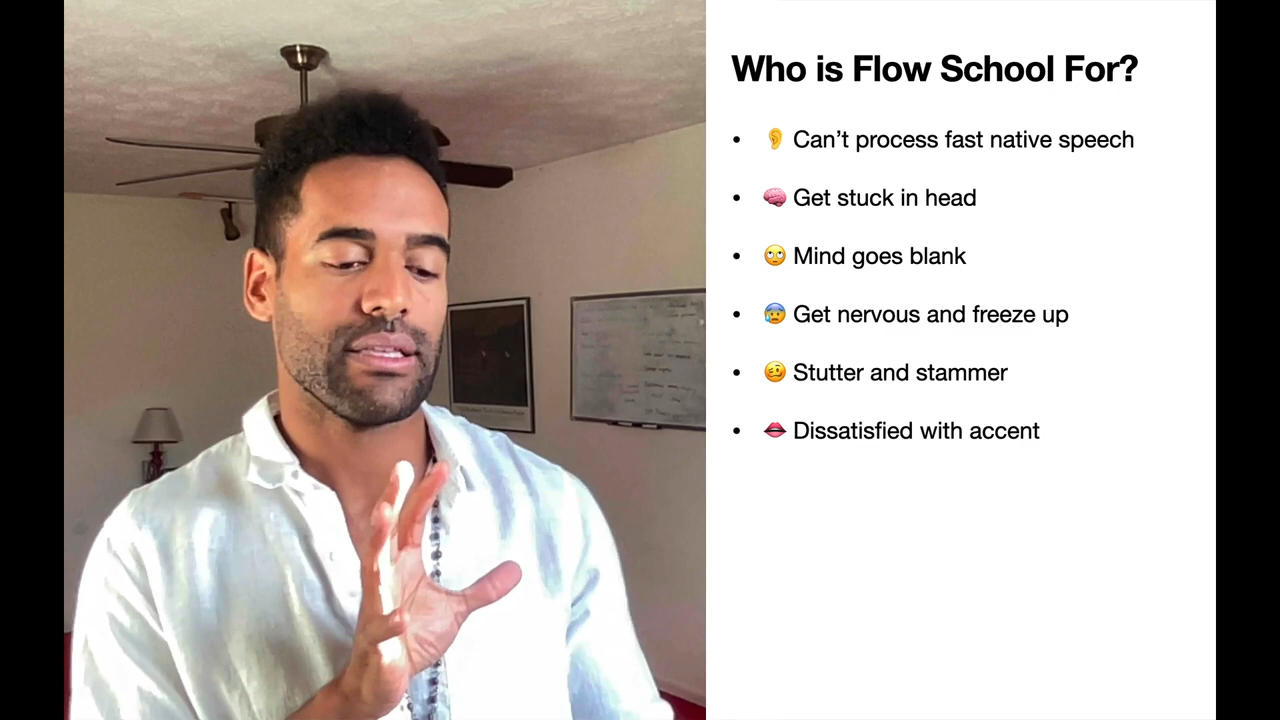 Who is Flow School For?
• 👂 Can’t process fast native speech
• 🧠 Get stuck in head
• 🙄 Mind goes blank
• 😰 Get nervous and freeze up
• 🥴 Stutter and stammer
• 👄 Dissatisfied with accent